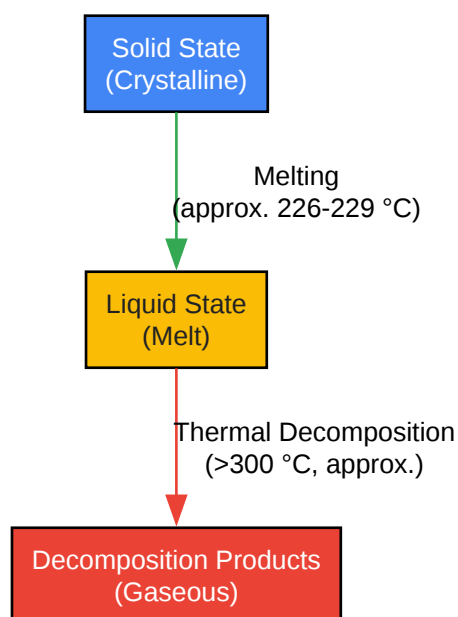 Solid State
(Crystalline)
Melting
(approx. 226-229 °C)
Liquid State
(Melt)
Thermal Decomposition
(>300 °C, approx.)
Decomposition Products
(Gaseous)